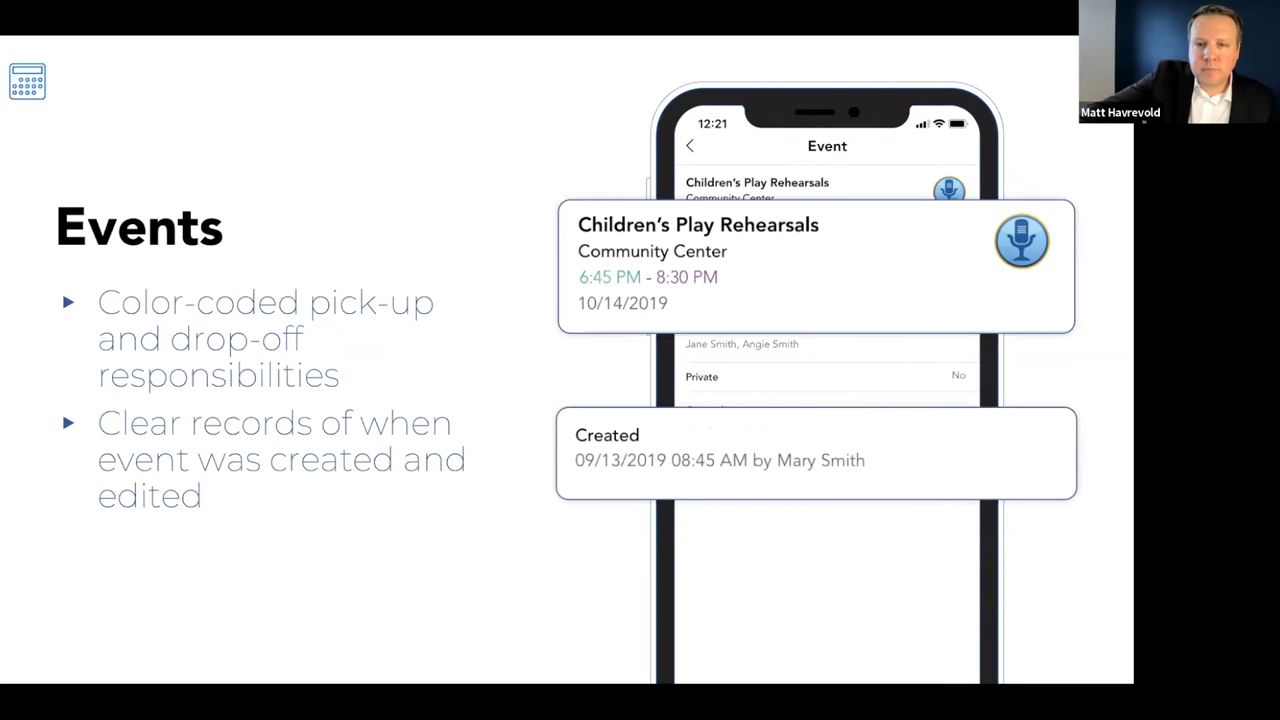 Matt Havrevold
Events
Color-coded pick-up
and drop-off
responsibilities
Clear records of when
event was created and
edited
12:21
Event
Children's Play Rehearsals
Community Center
Children's Play Rehearsals
Community Center
6:45 PM - 8:30 PM
10/14/2019
Jane Smith, Angie Smith
Private No
Created
09/13/2019 08:45 AM by Mary Smith